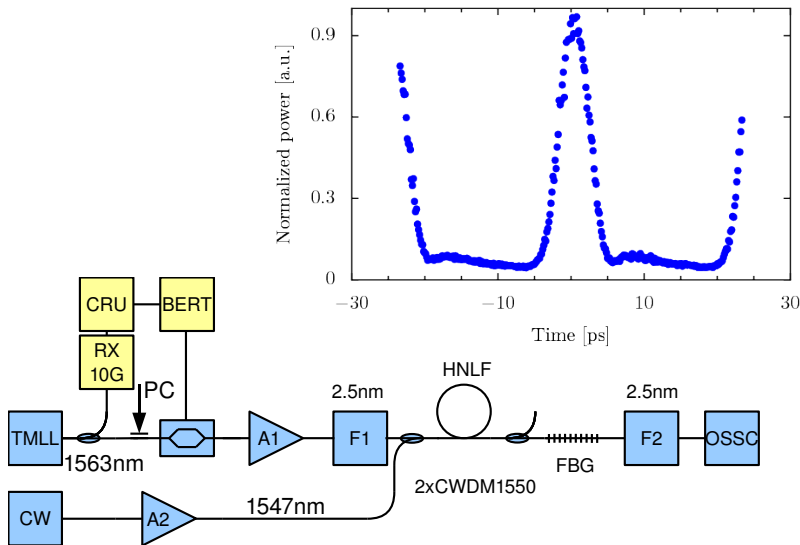 Normalized power [a.u.]
0.9
0.6
0.3
0
−30
−10
10
30
Time [ps]
CRU
BERT
RX
10G
PC
HNLF
2.5nm
2.5nm
TMLL
A1
F1
F2
OSSC
1563nm
FBG
2xCWDM1550
1547nm
CW
A2